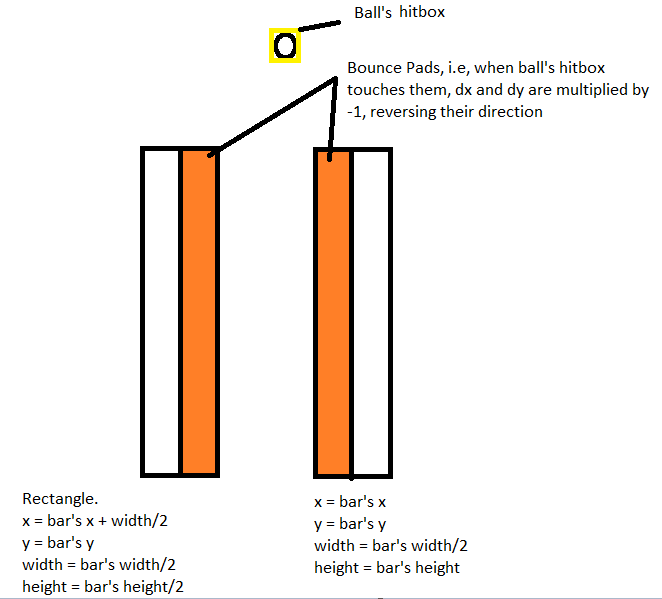 Ball's hitbox
Bounce Pads, i.e, when ball's hitbox
touches them, dx and dy are multiplied by
-1, reversing their direction
Rectangle.
x = bar's x + width/2
y = bar's y
width = bar's width/2
height = bar's height/2
x = bar's x
y = bar's y
width = bar's width/2
height = bar's height